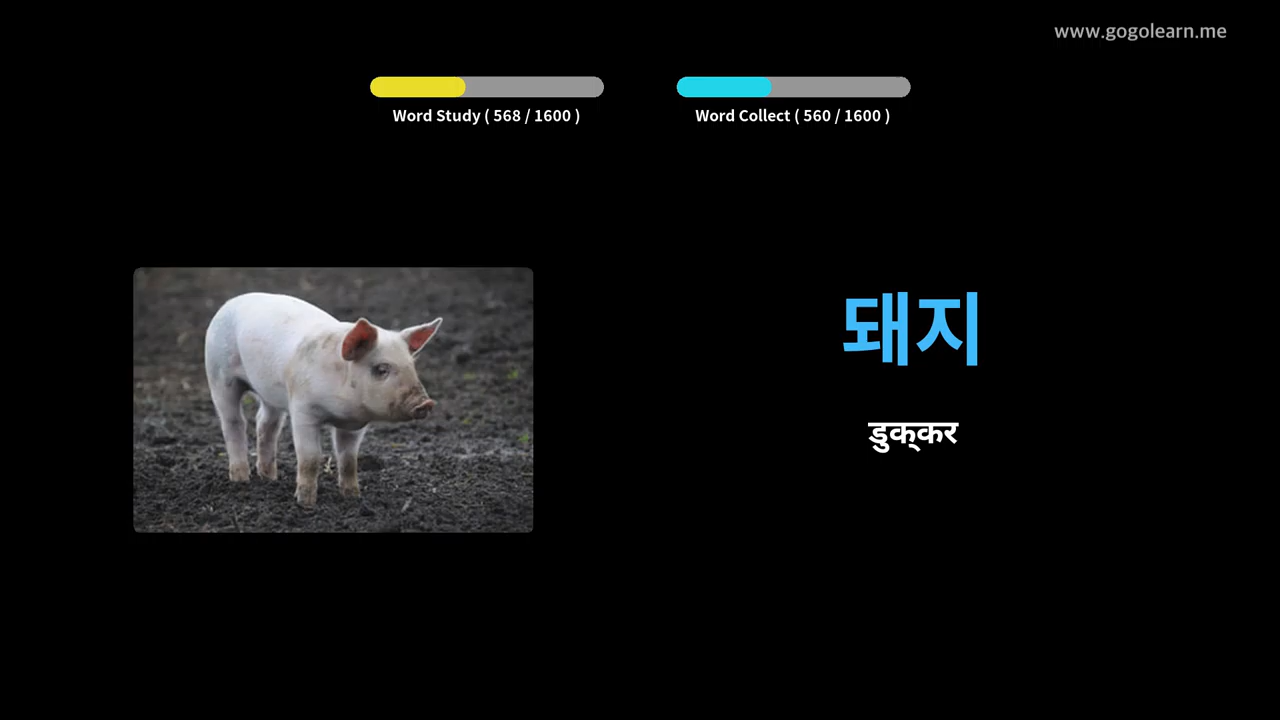 www.gogolearn.me
Word Study ( 568 / 1600 )
Word Collect ( 560 / 1600 )
돼지
डुक्कर